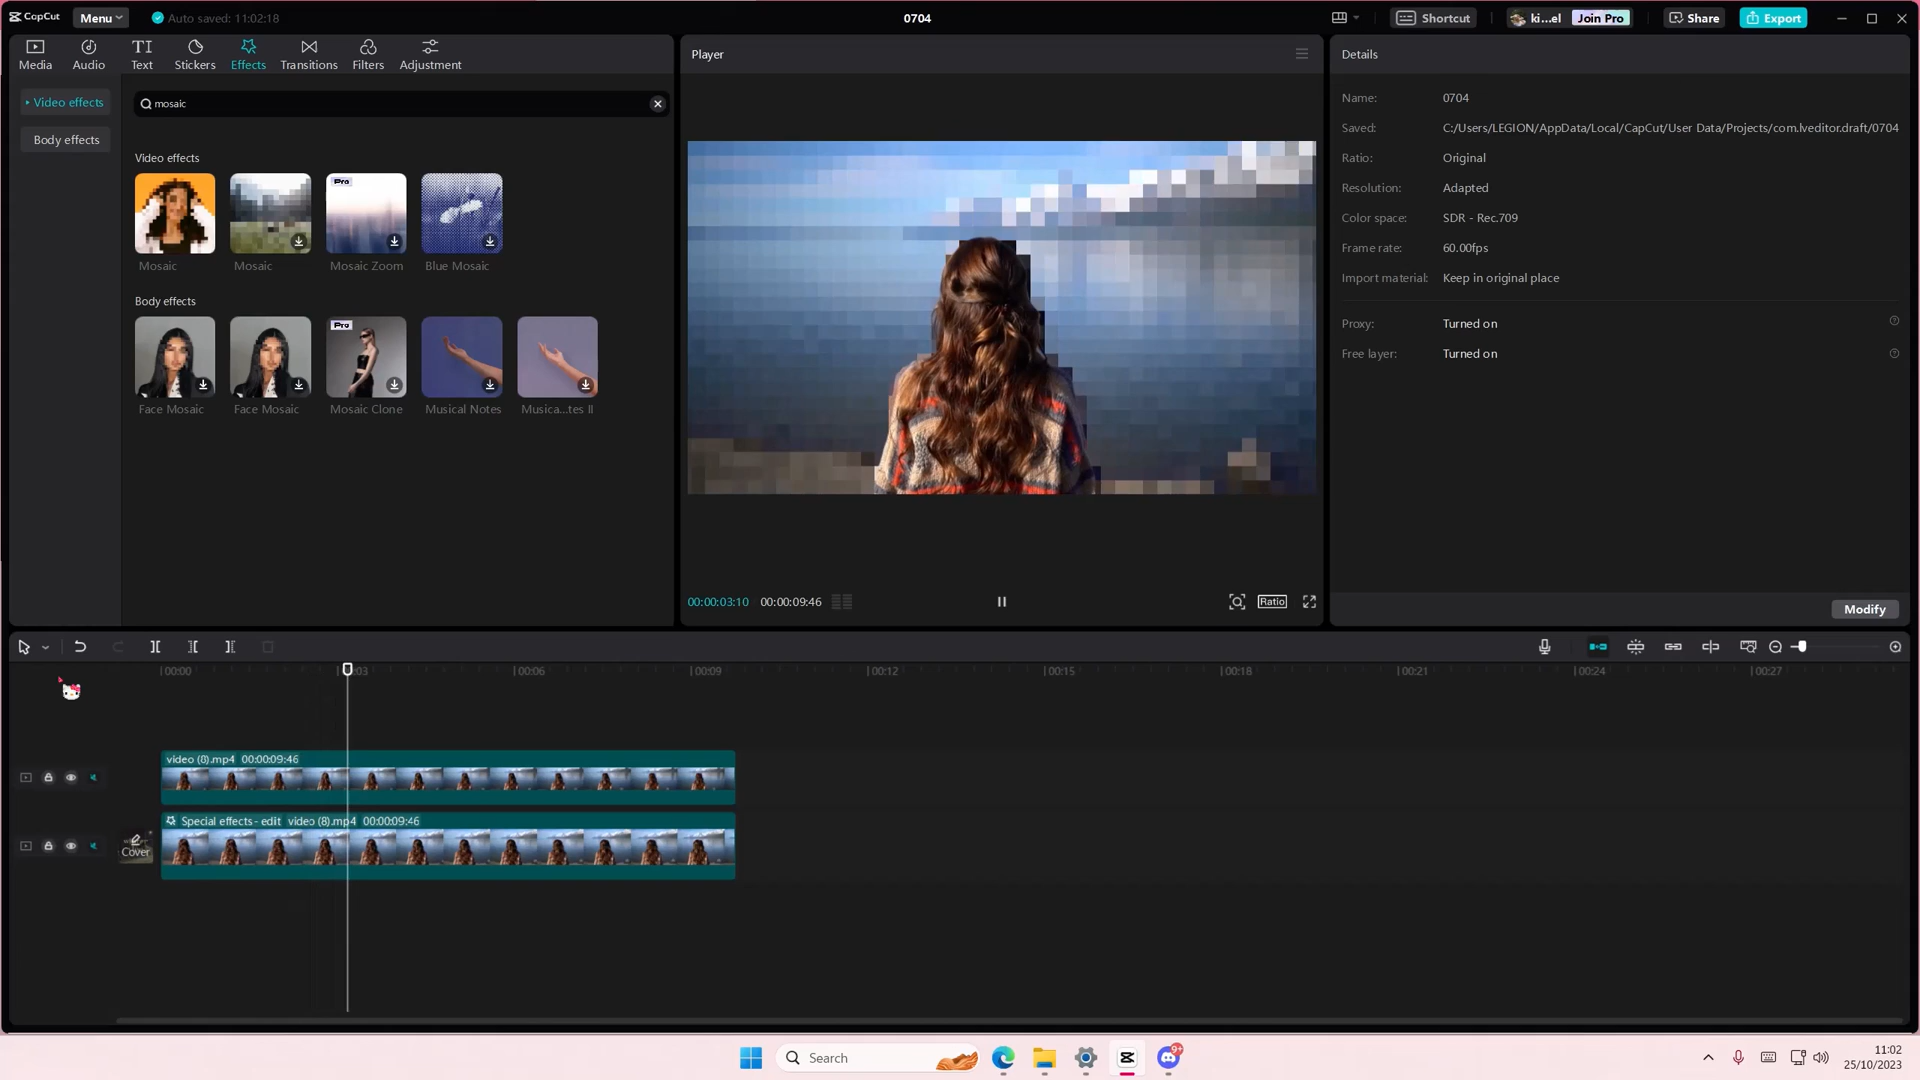 CapCut
Menu
Auto saved: 11:02:18
0704
Shortcut
ki...el
Join Pro
Share
Export
Media
Audio
TI
Text
Stickers
Effects
Transitions
Filters
Adjustment
Video effects
Body effects
mosaic
Video effects
Pro
Mosaic
Mosaic
Mosaic Zoom
Blue Mosaic
Body effects
Pro
Face Mosaic
Face Mosaic
Mosaic Clone
Musical Notes
Musica...tes II
Player
00:00:03:10
00:00:09:46
Ratio
Details
Name: 0704
Saved: C:/Users/LEGION/AppData/Local/CapCut/User Data/Projects/com.lveditor.draft/0704
Ratio: Original
Resolution: Adapted
Color space: SDR - Rec.709
Frame rate: 60.00fps
Import material: Keep in original place
Proxy: Turned on
Free layer: Turned on
Modify
00:00
:03
00:06
00:09
00:12
00:15
00:18
00:21
00:24
00:27
video (8).mp4 00:00:09:46
Special effects - edit video (8).mp4 00:00:09:46
Cover
Search
9+
11:02
25/10/2023